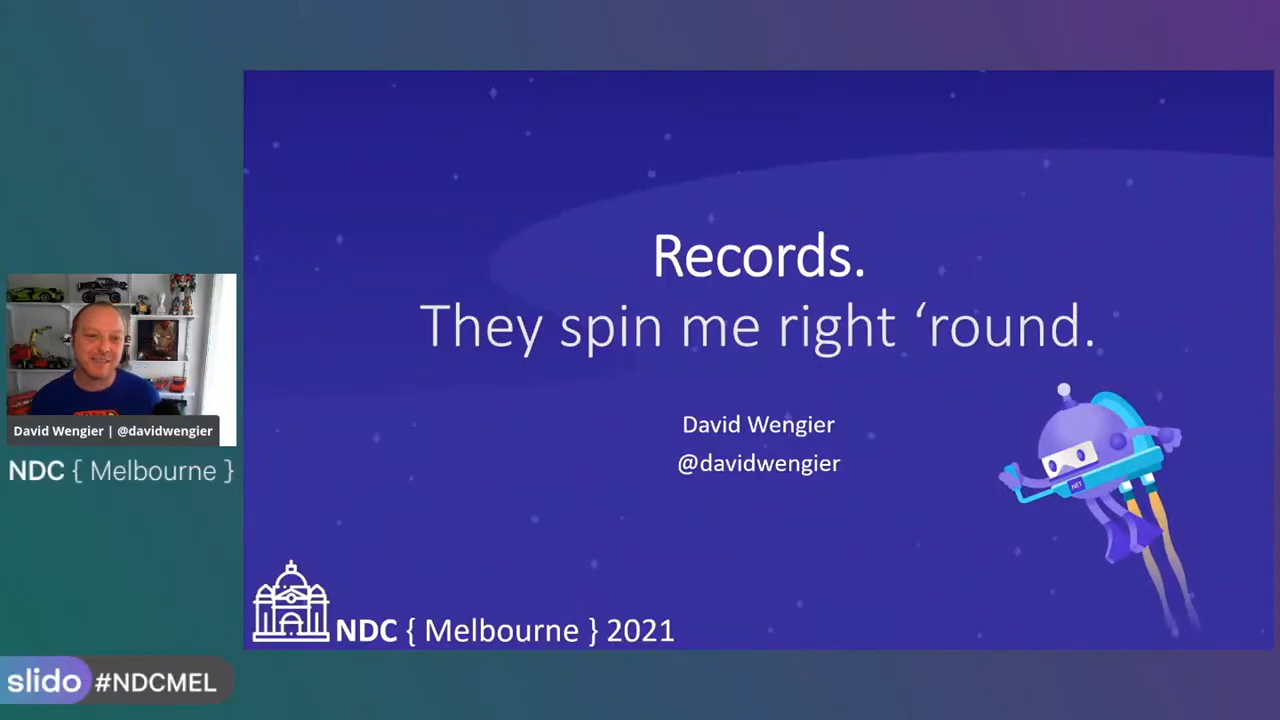 Records.
They spin me right ‘round.
David Wengier
@davidwengier
.NET
David Wengier | @davidwengier
NDC { Melbourne }
NDC { Melbourne } 2021
slido #NDCMEL